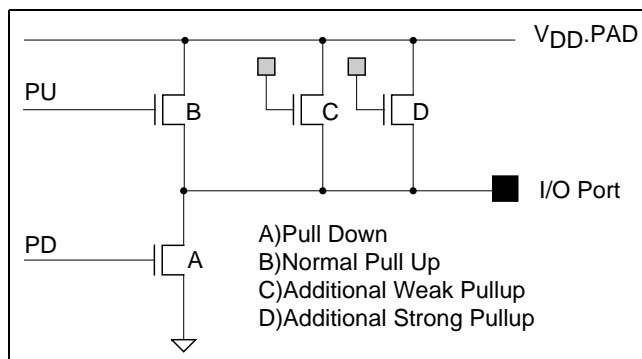 VDD.PAD
PU
B
C
D
I/O Port
PD
A
A)Pull Down
B)Normal Pull Up
C)Additional Weak Pullup
D)Additional Strong Pullup